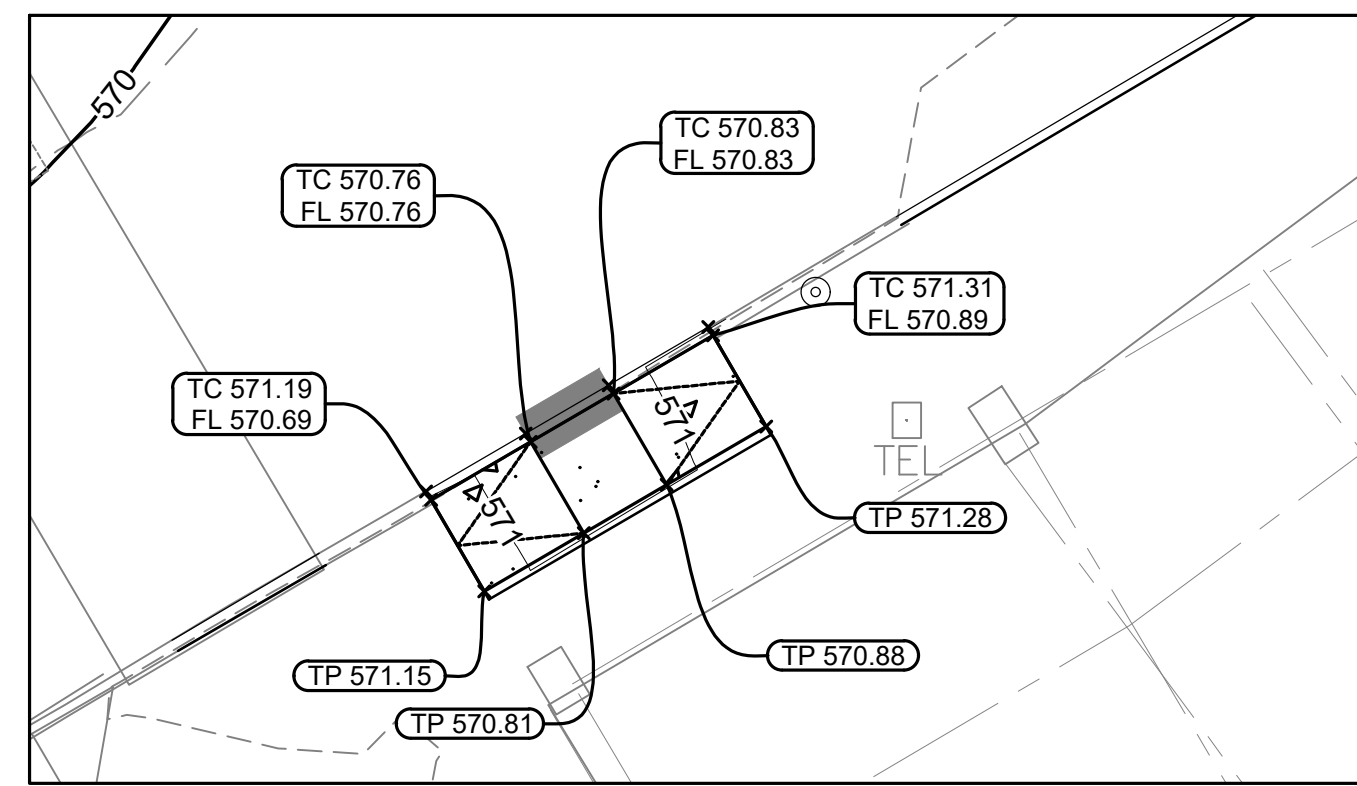 570
TC 570.83
FL 570.83
TC 570.76
FL 570.76
TC 571.31
FL 570.89
TC 571.19
FL 570.69
571
TEL
571
TP 571.28
TP 570.88
TP 571.15
TP 570.81